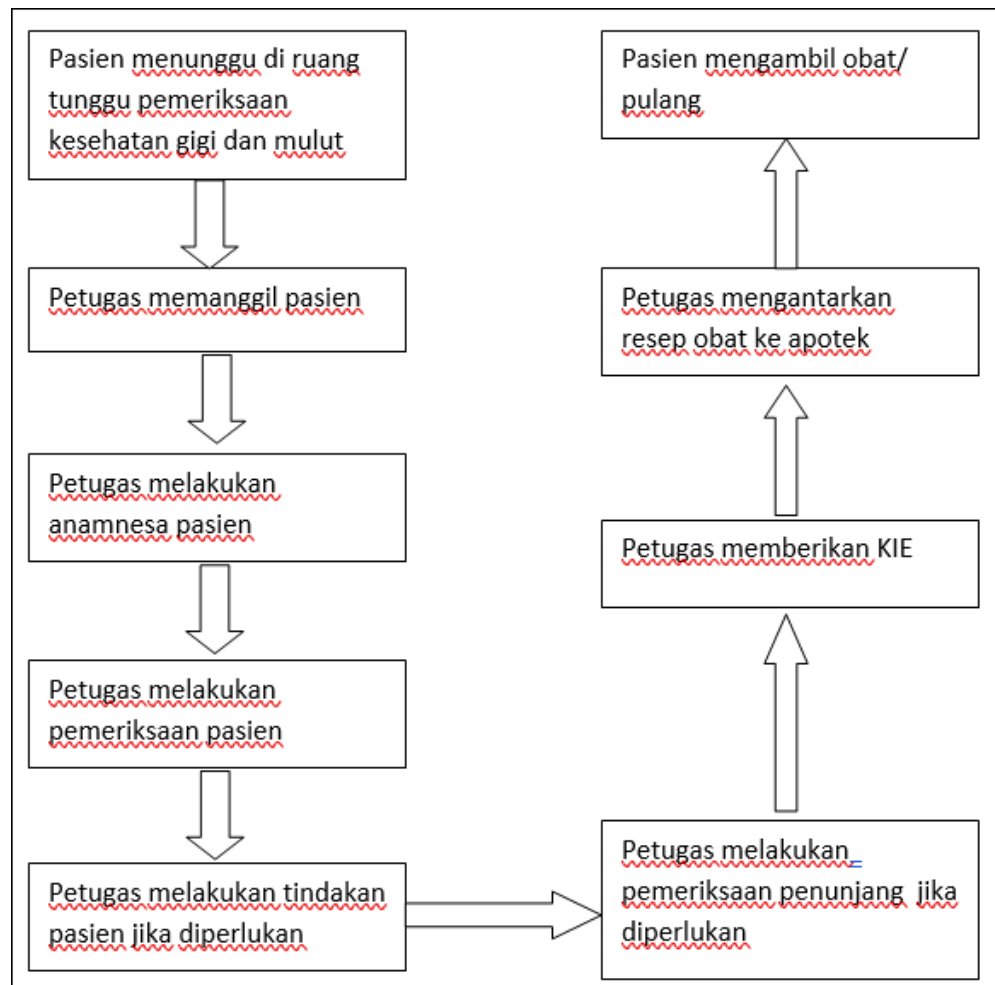 Pasien menunggu di ruang
tunggu pemeriksaan
kesehatan gigi dan mulut
Petugas memanggil pasien
Petugas melakukan
anamnesa pasien
Petugas melakukan
pemeriksaan pasien
Petugas melakukan tindakan
pasien jika diperlukan
Petugas melakukan
pemeriksaan penunjang  jika
diperlukan
Petugas memberikan KIE
Petugas mengantarkan
resep obat ke apotek
Pasien mengambil obat/
pulang